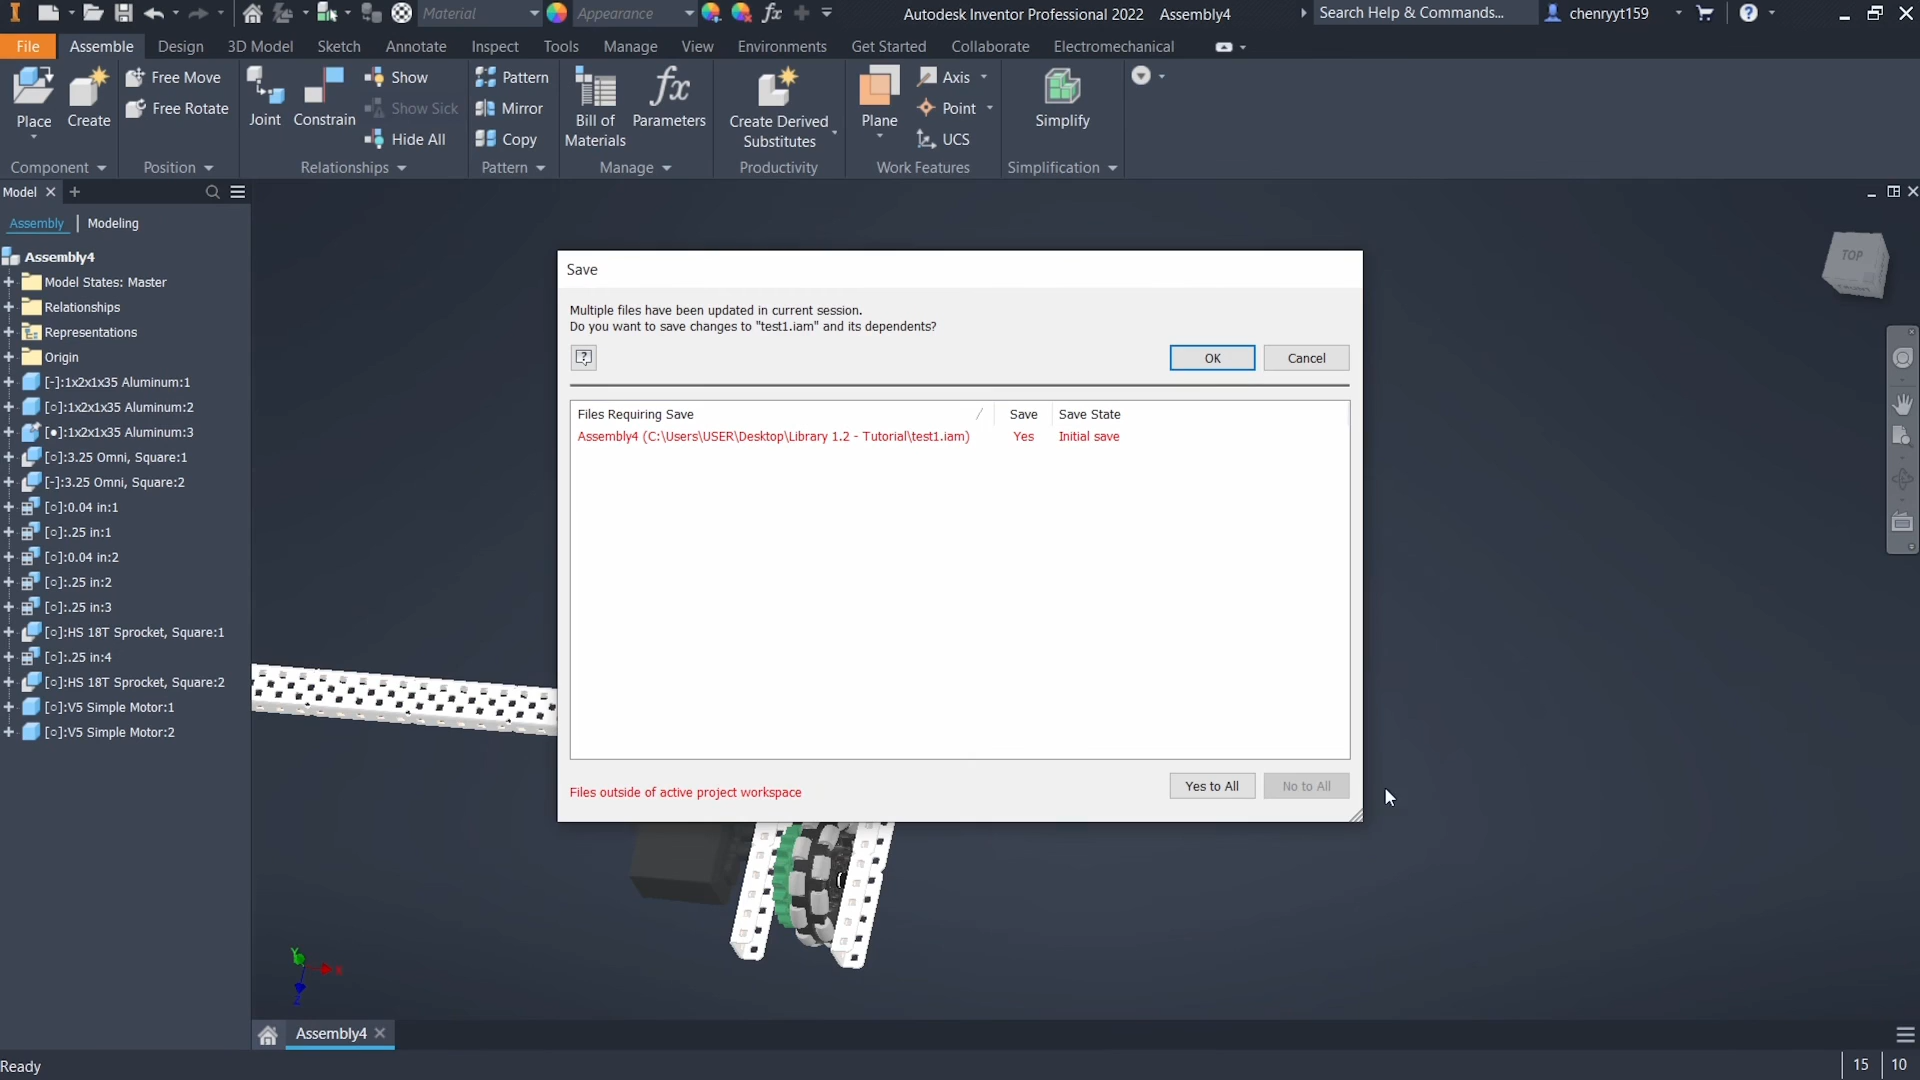 Material
Appearance
fx
Autodesk Inventor Professional 2022 Assembly4
Search Help & Commands...
chenryyt159
File
Assemble
Design
3D Model
Sketch
Annotate
Inspect
Tools
Manage
View
Environments
Get Started
Collaborate
Electromechanical
Place
Create
Free Move
Free Rotate
Joint
Constrain
Show
Show Sick
Hide All
Pattern
Mirror
Copy
Bill of
Materials
fx
Parameters
Create Derived
Substitutes
Plane
Axis
Point
UCS
Simplify
Component
Position
Relationships
Pattern
Manage
Productivity
Work Features
Simplification
Model
Assembly | Modeling
Assembly4
Model States: Master
Relationships
Representations
Origin
[-]:1x2x1x35 Aluminum:1
[○]:1x2x1x35 Aluminum:2
[●]:1x2x1x35 Aluminum:3
[○]:3.25 Omni, Square:1
[-]:3.25 Omni, Square:2
[○]:0.04 in:1
[○]:.25 in:1
[○]:0.04 in:2
[○]:.25 in:2
[○]:.25 in:3
[○]:HS 18T Sprocket, Square:1
[○]:.25 in:4
[○]:HS 18T Sprocket, Square:2
[○]:V5 Simple Motor:1
[○]:V5 Simple Motor:2
Save
Multiple files have been updated in current session.
Do you want to save changes to "test1.iam" and its dependents?
OK
Cancel
Files Requiring Save
Save
Save State
Assembly4 (C:\Users\USER\Desktop\Library 1.2 - Tutorial\test1.iam)
Yes
Initial save
Files outside of active project workspace
Yes to All
No to All
TOP
Y
X
Z
Assembly4
Ready
15
10